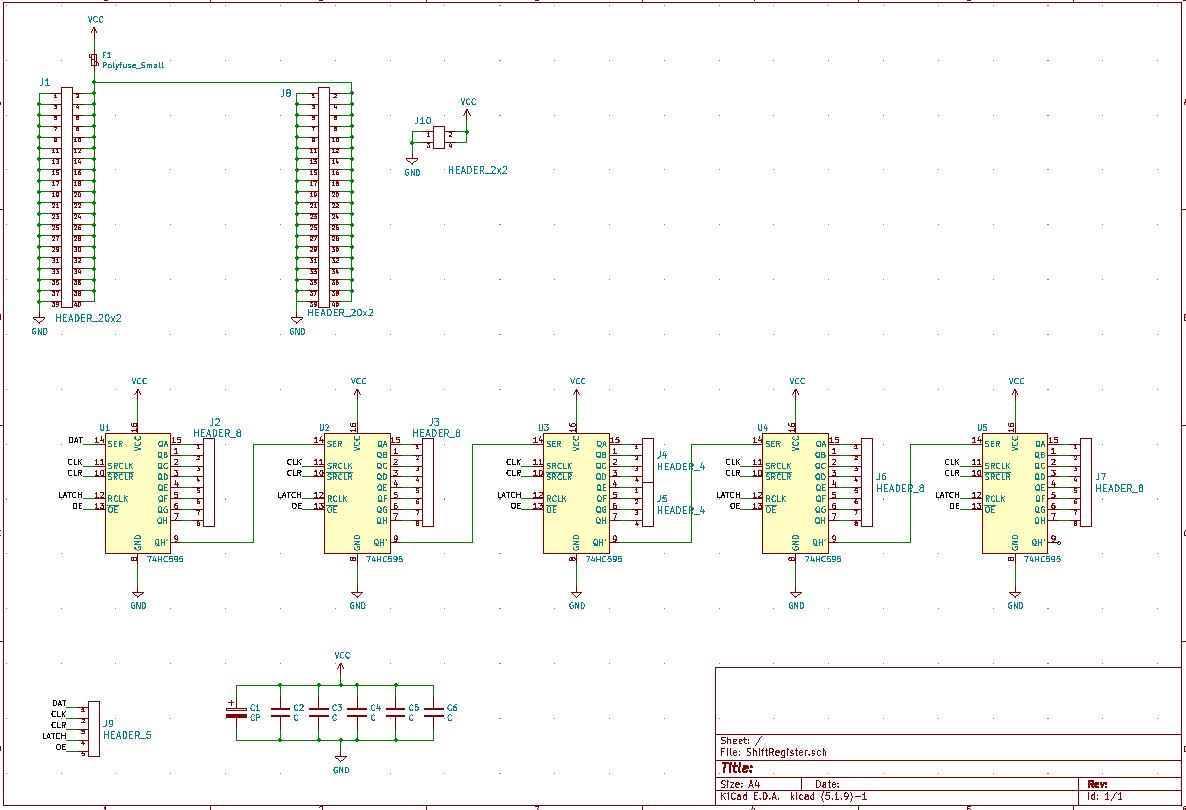 VCC
F1
Polyfuse_Small
J1
J8
1 2
3 4
5 6
7 8
9 10
11 12
13 14
15 16
17 18
19 20
21 22
23 24
25 26
27 28
29 30
31 32
33 34
35 36
37 38
39 40
HEADER_20x2
GND
1 2
3 4
5 6
7 8
9 10
11 12
13 14
15 16
17 18
19 20
21 22
23 24
25 26
27 28
29 30
31 32
33 34
35 36
37 38
39 40
HEADER_20x2
GND
VCC
J10
1 2
3 4
GND
HEADER_2x2
VCC
U1
16
VCC
J2
HEADER_8
DAT 14 SER QA 15 1
QB 1 2
CLK 11 SRCLK QC 2 3
CLR 10 SRCLR QD 3 4
QE 4 5
LATCH 12 RCLK QF 5 6
OE 13 OE QG 6 7
QH 7 8
GND QH' 9
8
74HC595
GND
VCC
U2
16
VCC
J3
HEADER_8
14 SER QA 15 1
QB 1 2
CLK 11 SRCLK QC 2 3
CLR 10 SRCLR QD 3 4
QE 4 5
LATCH 12 RCLK QF 5 6
OE 13 OE QG 6 7
QH 7 8
GND QH' 9
8
74HC595
GND
VCC
U3
16
VCC
14 SER QA 15 1
QB 1 2
CLK 11 SRCLK QC 2 3
CLR 10 SRCLR QD 3 4
QE 4 1
LATCH 12 RCLK QF 5 2
OE 13 OE QG 6 3
QH 7 4
GND QH' 9
8
74HC595
GND
J4
HEADER_4
J5
HEADER_4
VCC
U4
16
VCC
14 SER QA 15 1
QB 1 2
CLK 11 SRCLK QC 2 3
CLR 10 SRCLR QD 3 4
QE 4 5
LATCH 12 RCLK QF 5 6
OE 13 OE QG 6 7
QH 7 8
GND QH' 9
8
74HC595
GND
J6
HEADER_8
VCC
U5
16
VCC
14 SER QA 15 1
QB 1 2
CLK 11 SRCLK QC 2 3
CLR 10 SRCLR QD 3 4
QE 4 5
LATCH 12 RCLK QF 5 6
OE 13 OE QG 6 7
QH 7 8
GND QH' 9
8
74HC595
GND
J7
HEADER_8
DAT 1
CLK 2
CLR 3
LATCH 4
OE 5
J9
HEADER_5
VCC
+
C1
CP
C2
C
C3
C
C4
C
C5
C
C6
C
GND
Sheet: /
File: ShiftRegister.sch
Title:
Size: A4 Date: Rev:
KiCad E.D.A. kicad (5.1.9)-1 Id: 1/1